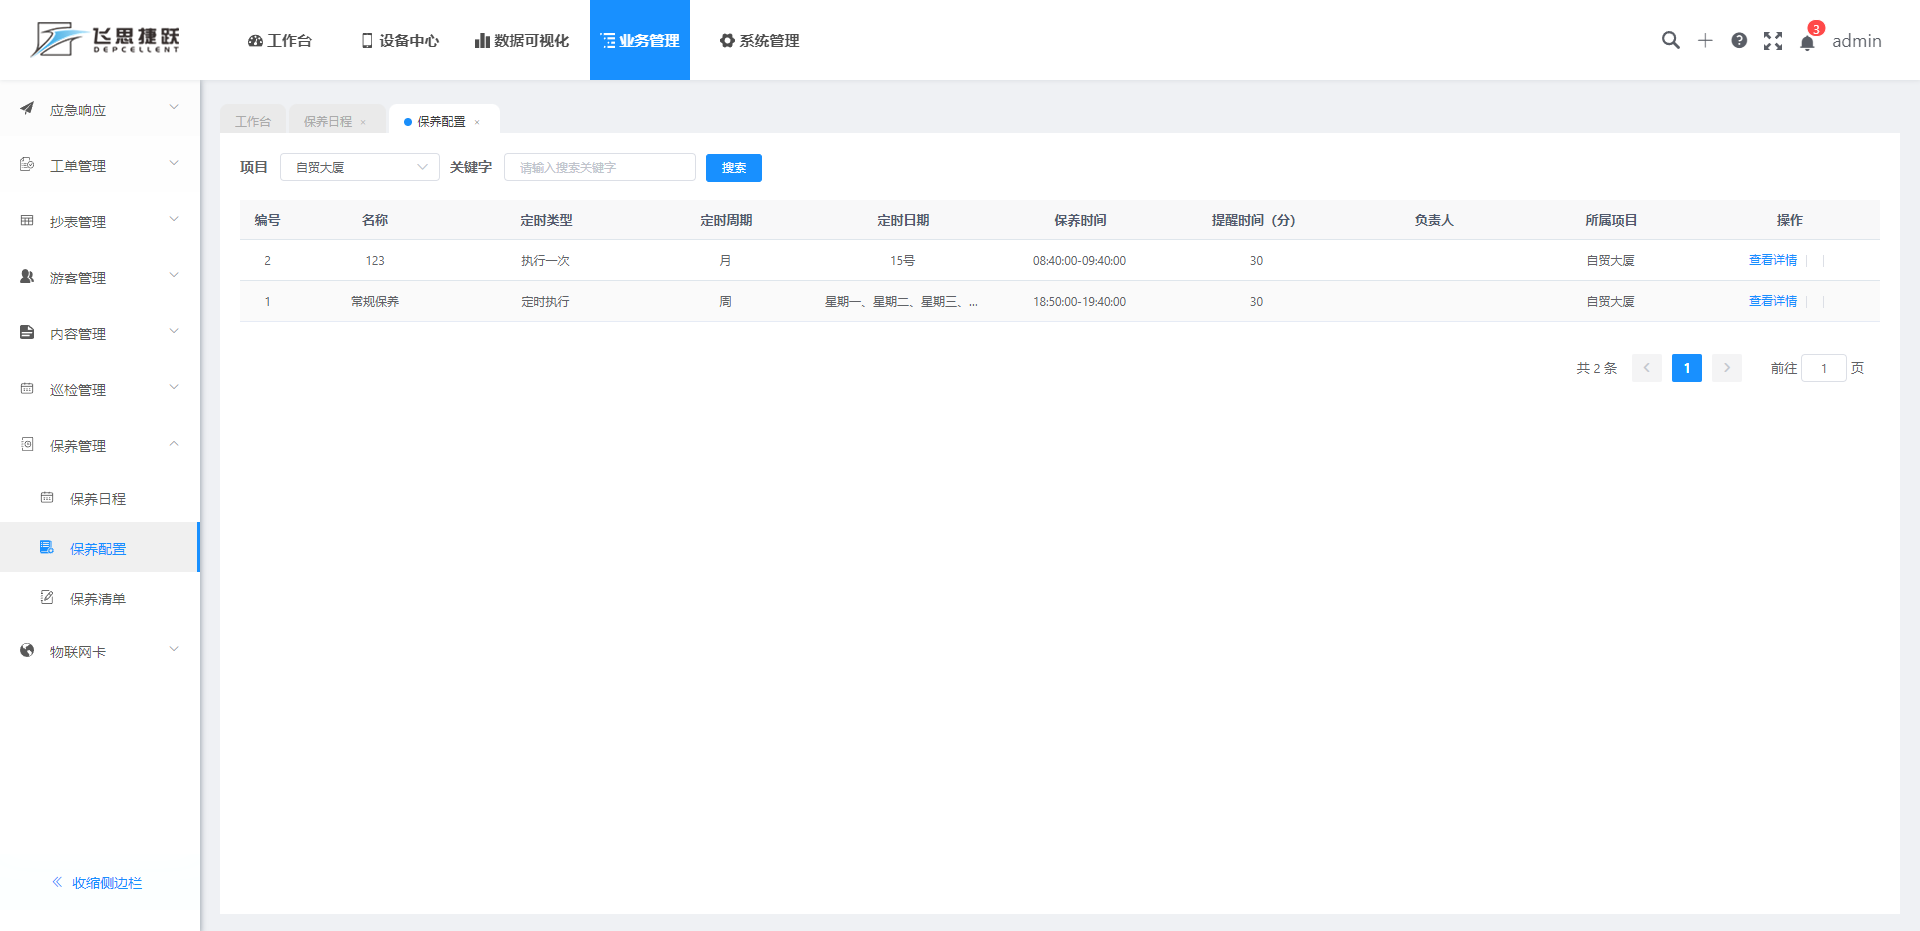 飞思捷跃
DEPCELLENT
工作台 设备中心 数据可视化 业务管理 系统管理
3
admin
应急响应
工单管理
抄表管理
游客管理
内容管理
巡检管理
保养管理
保养日程
保养配置
保养清单
物联网卡
收缩侧边栏
工作台 保养日程 × 保养配置 ×
项目 自贸大厦 关键字 请输入搜索关键字 搜索
编号 名称 定时类型 定时周期 定时日期 保养时间 提醒时间（分） 负责人 所属项目 操作
2 123 执行一次 月 15号 08:40:00-09:40:00 30 自贸大厦 查看详情
1 常规保养 定时执行 周 星期一、星期二、星期三、... 18:50:00-19:40:00 30 自贸大厦 查看详情
共 2 条 1 前往 1 页